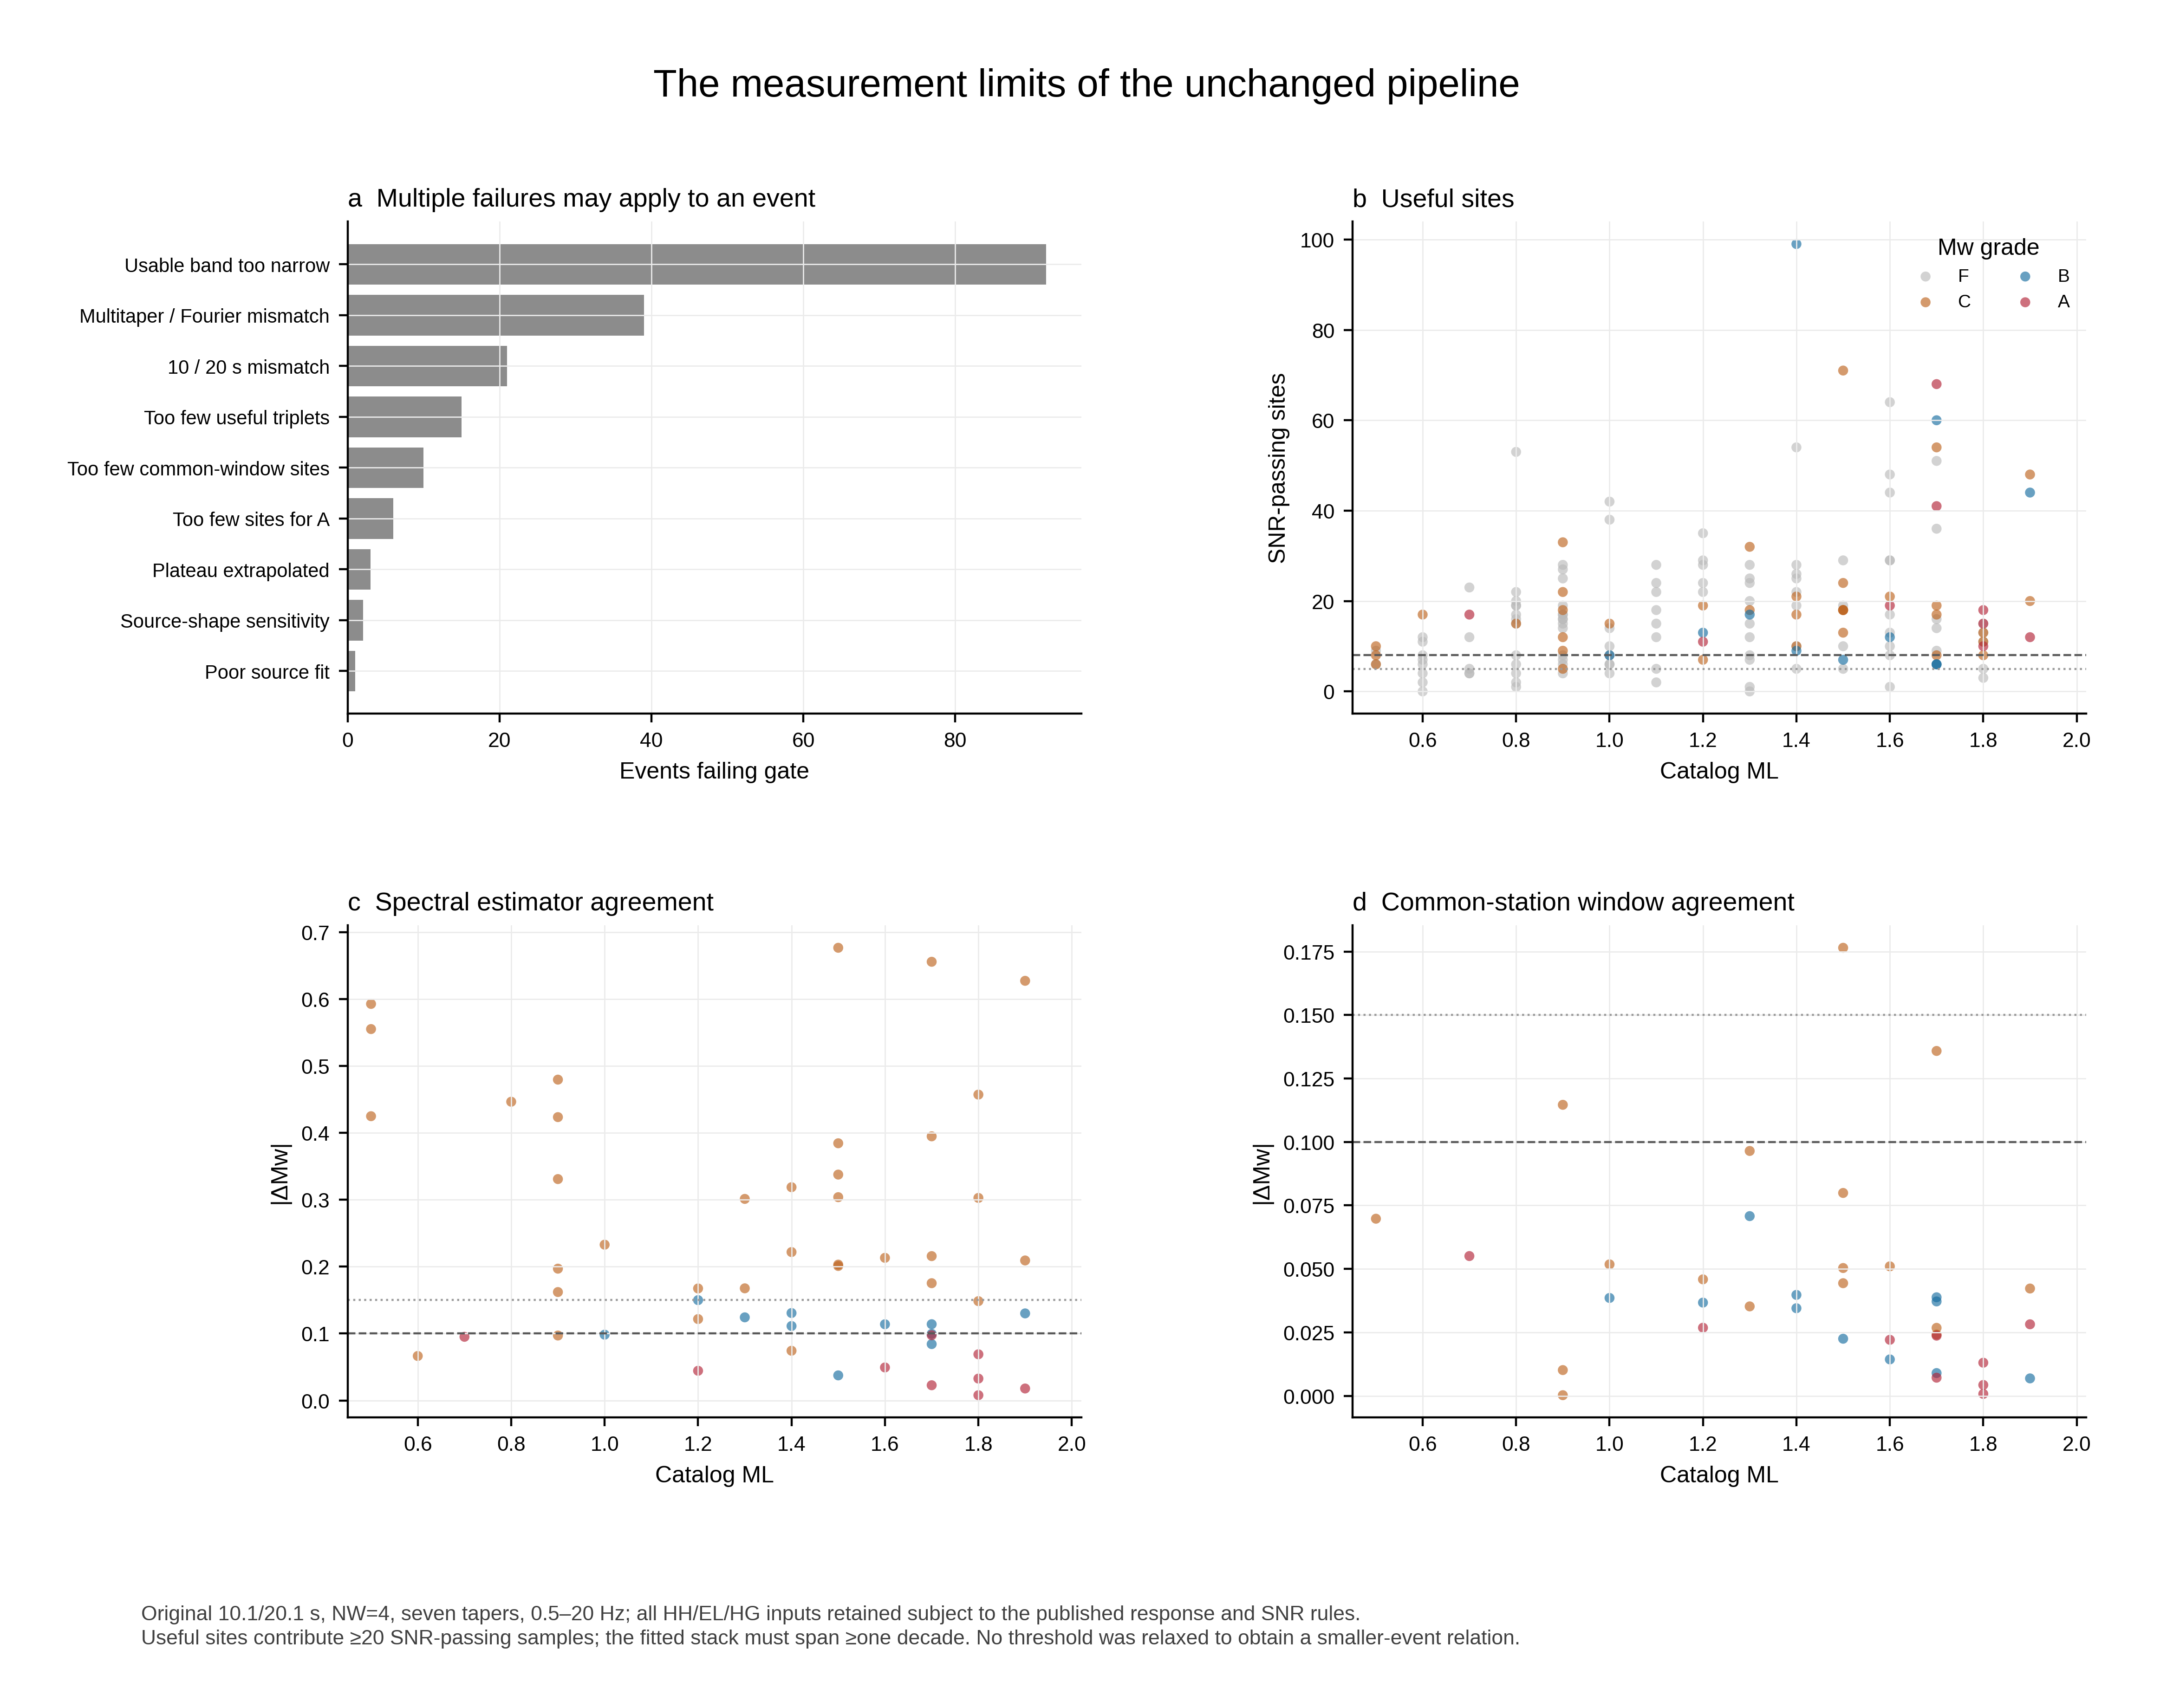 The measurement limits of the unchanged pipeline
a Multiple failures may apply to an event
Usable band too narrow
Multitaper / Fourier mismatch
10 / 20 s mismatch
Too few useful triplets
Too few common-window sites
Too few sites for A
Plateau extrapolated
Source-shape sensitivity
Poor source fit
0 20 40 60 80
Events failing gate
b Useful sites
SNR-passing sites
100
80
60
40
20
0
Mw grade
F B
C A
0.6 0.8 1.0 1.2 1.4 1.6 1.8 2.0
Catalog ML
c Spectral estimator agreement
|ΔMw|
0.7
0.6
0.5
0.4
0.3
0.2
0.1
0.0
0.6 0.8 1.0 1.2 1.4 1.6 1.8 2.0
Catalog ML
d Common-station window agreement
|ΔMw|
0.175
0.150
0.125
0.100
0.075
0.050
0.025
0.000
0.6 0.8 1.0 1.2 1.4 1.6 1.8 2.0
Catalog ML
Original 10.1/20.1 s, NW=4, seven tapers, 0.5–20 Hz; all HH/EL/HG inputs retained subject to the published response and SNR rules.
Useful sites contribute ≥20 SNR-passing samples; the fitted stack must span ≥one decade. No threshold was relaxed to obtain a smaller-event relation.